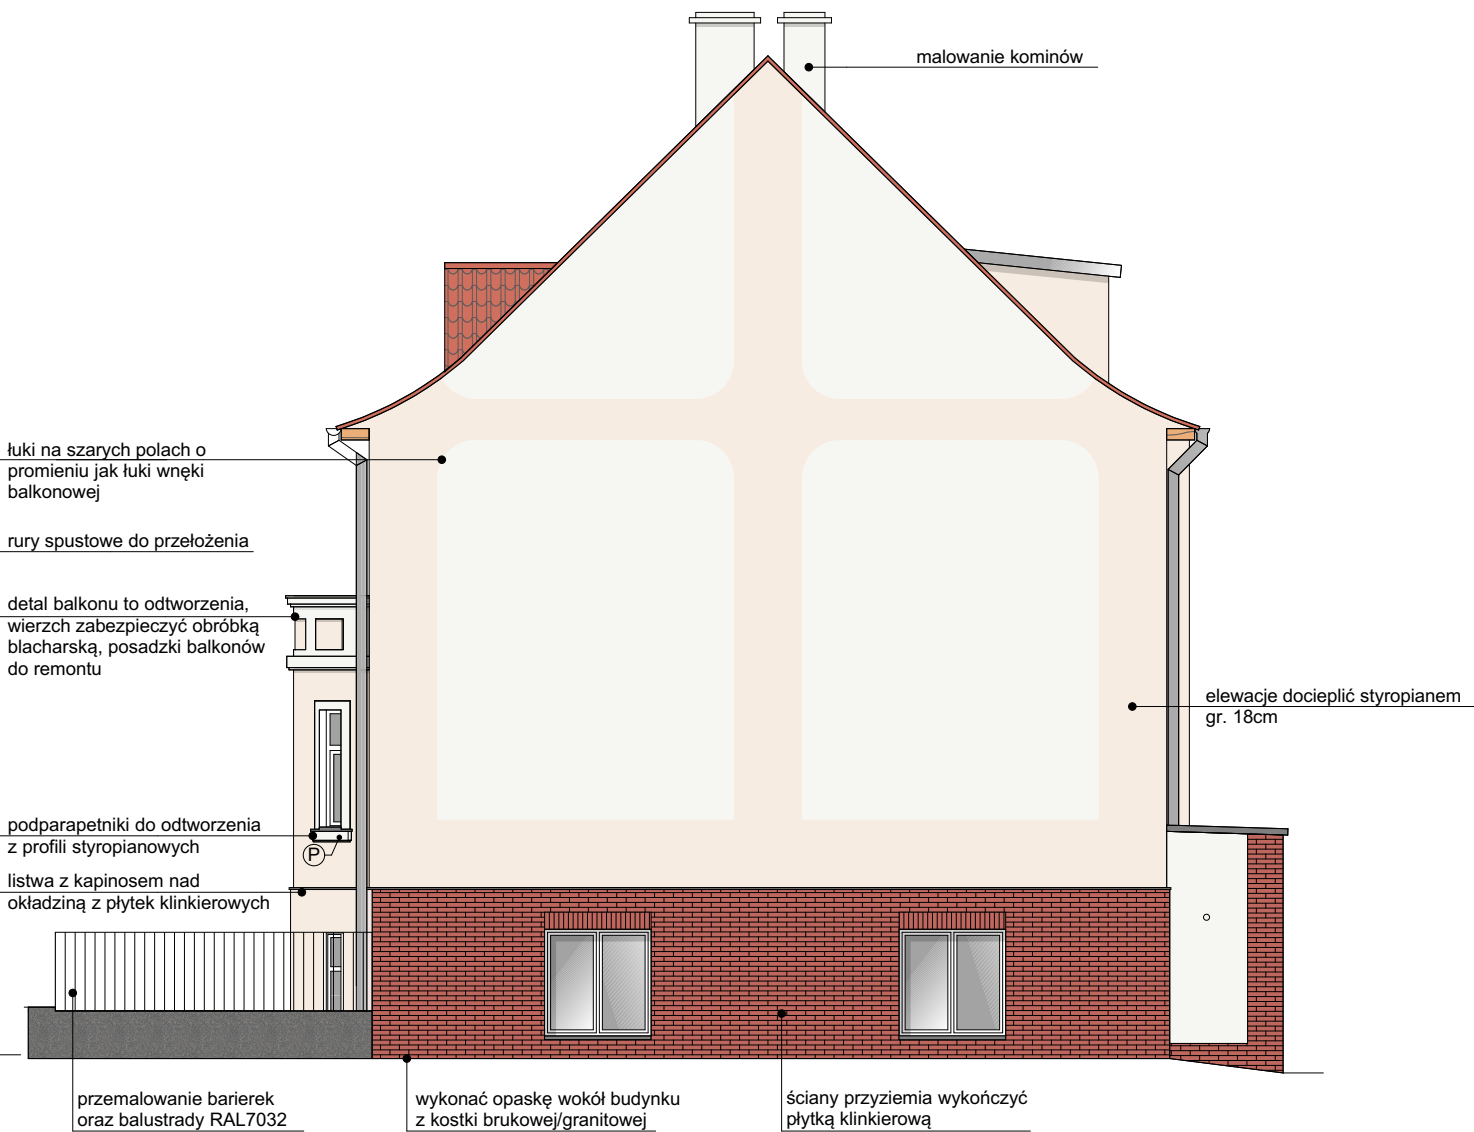 malowanie kominów
łuki na szarych polach o
promieniu jak łuki wnęki
balkonowej
rury spustowe do przełożenia
detal balkonu to odtworzenia,
wierzch zabezpieczyć obróbką
blacharską, posadzki balkonów
do remontu
elewacje docieplić styropianem
gr. 18cm
podparapetniki do odtworzenia
z profili styropianowych
P
listwa z kapinosem nad
okładziną z płytek klinkierowych
przemalowanie barierek
oraz balustrady RAL7032
wykonać opaskę wokół budynku
z kostki brukowej/granitowej
ściany przyziemia wykończyć
płytką klinkierową